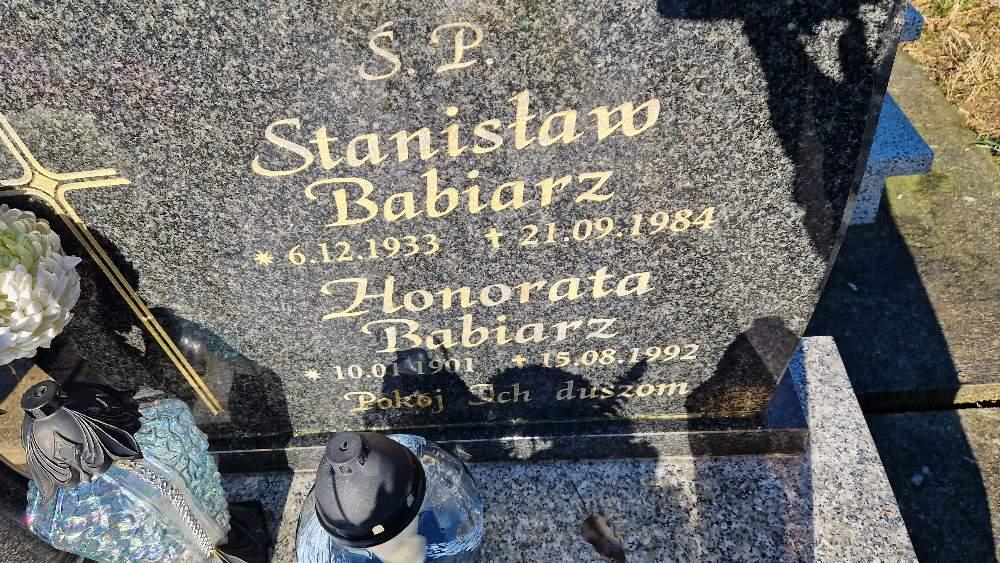 Ś. P.
Stanisław
Babiarz
* 6.12.1933 ✝ 21.09.1984
Honorata
Babiarz
* 10.01.1901 ✝ 15.08.1992
Pokój Ich duszom